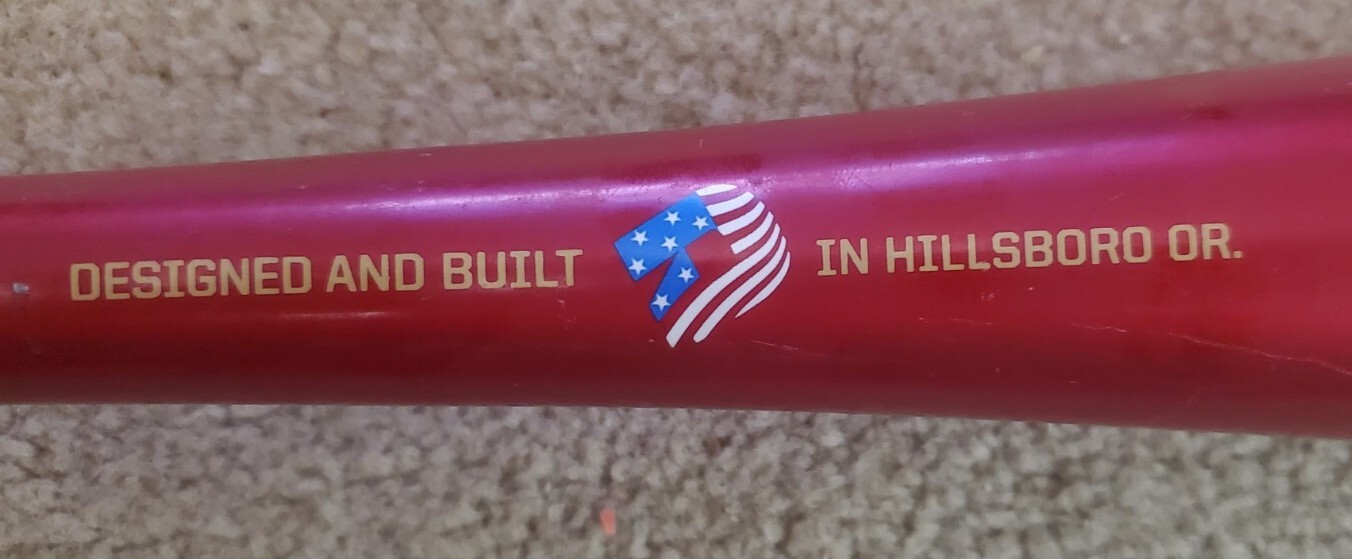 DESIGNED AND BUILT IN HILLSBORO OR.